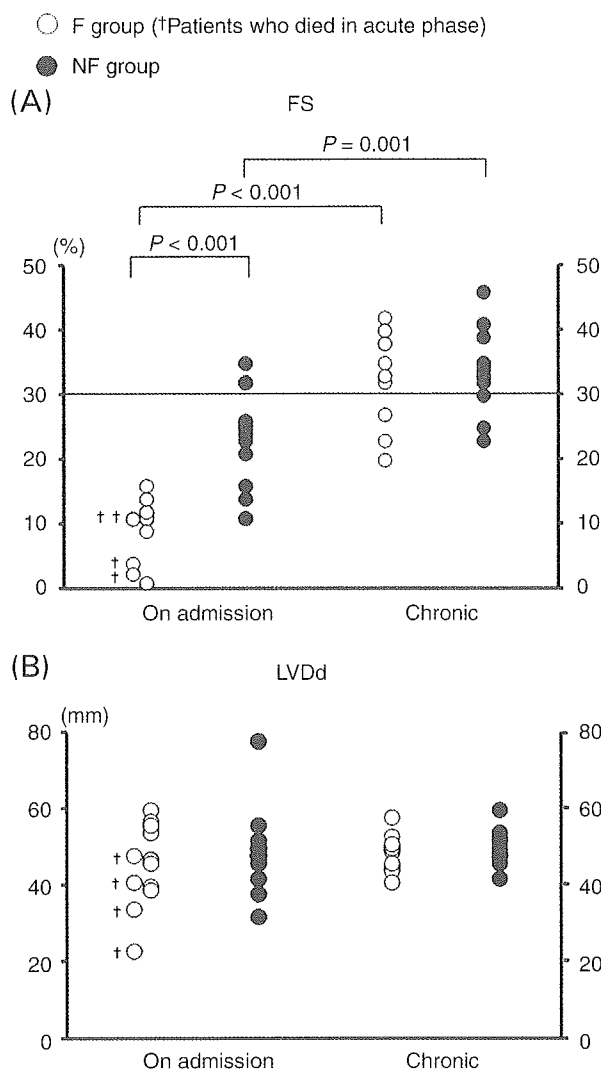 F group (†Patients who died in acute phase)
NF group
(A)
FS
P = 0.001
P < 0.001
(%)
P < 0.001
50 50
40 40
30 30
20 20
† †
10 10
†
†
0 0
On admission Chronic
(B)
LVDd
(mm)
80 80
60 60
†
40 † 40
†
†
20 20
0 0
On admission Chronic